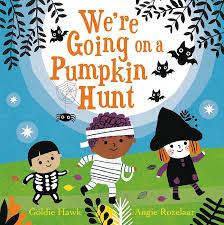 We're
Going on a
Pumpkin
Hunt
Goldie Hawk
Angie Rozelaar